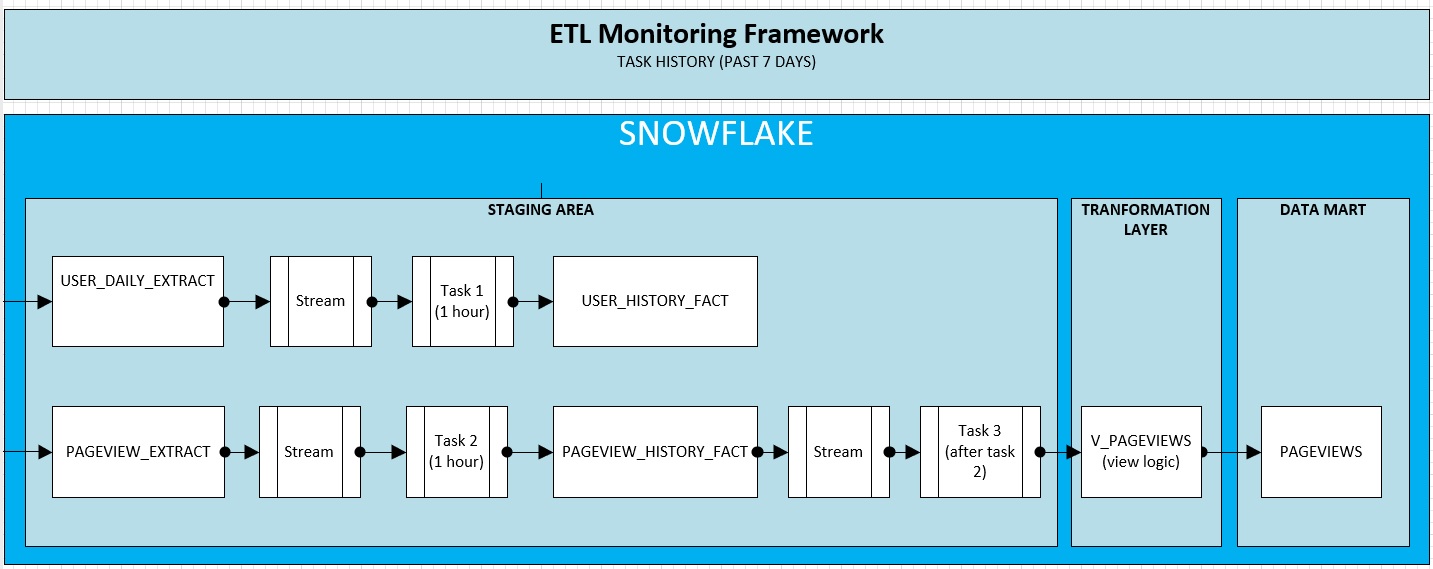 ETL Monitoring Framework
TASK HISTORY (PAST 7 DAYS)
SNOWFLAKE
STAGING AREA
TRANFORMATION
LAYER
DATA MART
USER_DAILY_EXTRACT
Stream
Task 1
(1 hour)
USER_HISTORY_FACT
PAGEVIEW_EXTRACT
Stream
Task 2
(1 hour)
PAGEVIEW_HISTORY_FACT
Stream
Task 3
(after task
2)
V_PAGEVIEWS
(view logic)
PAGEVIEWS